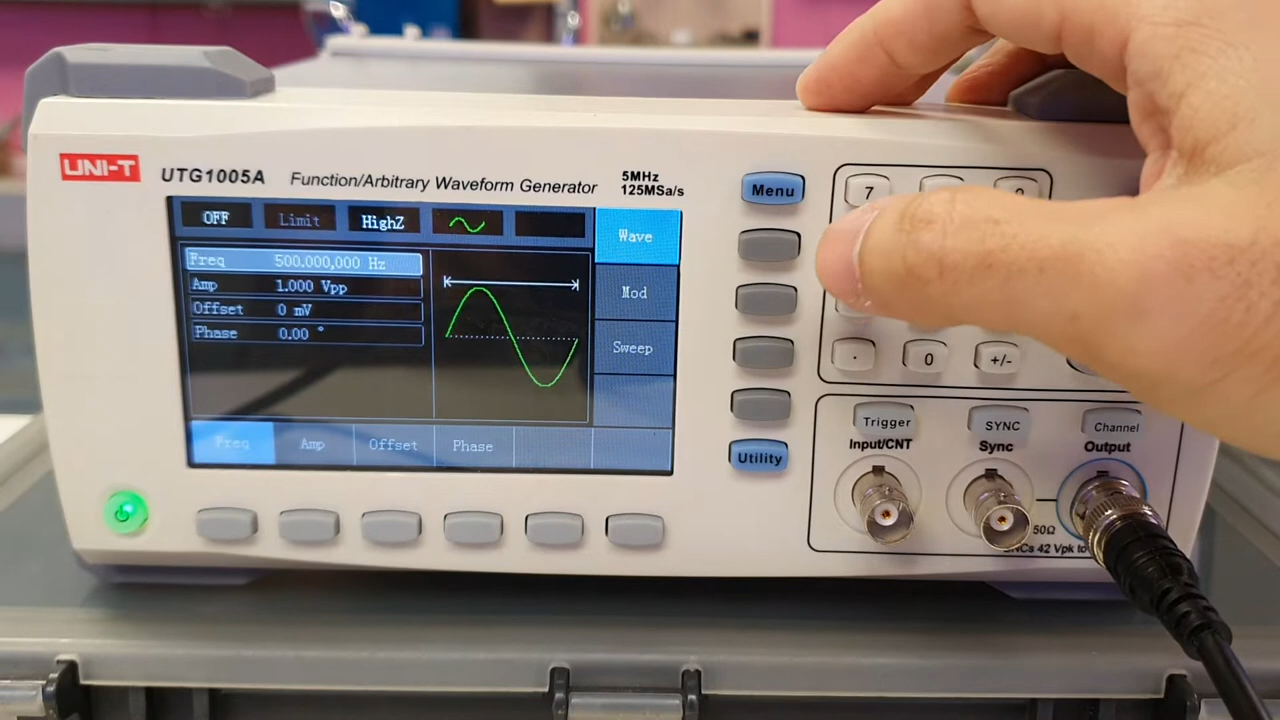 UNI-T UTG1005A Function/Arbitrary Waveform Generator
5MHz
125MSa/s
OFF Limit HighZ
Freq 500.000,000 Hz
Amp 1.000 Vpp
Offset 0 mV
Phase 0.00 °
Wave
Mod
Sweep
Freq Amp Offset Phase
Menu
Utility
7
. 0 +/-
Trigger SYNC Channel
Input/CNT Sync Output
50Ω
42 Vpk to